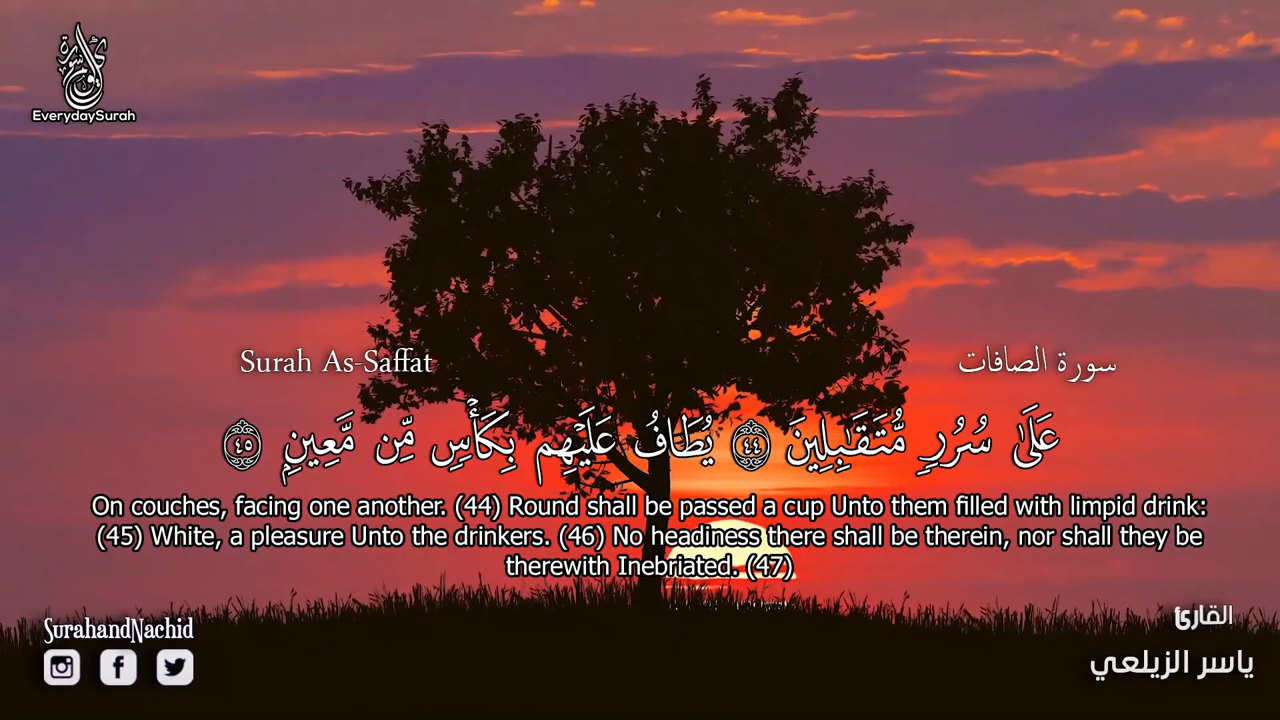 EverydaySurah
Surah As-Saffat
سورة الصافات
عَلَىٰ سُرُرٍ مُّتَقَٰبِلِينَ ﴿٤٤﴾ يُطَافُ عَلَيْهِم بِكَأْسٍ مِّن مَّعِينٍۭ ﴿٤٥﴾
On couches, facing one another. (44) Round shall be passed a cup Unto them filled with limpid drink:
(45) White, a pleasure Unto the drinkers. (46) No headiness there shall be therein, nor shall they be
therewith Inebriated. (47)
SurahandNachid
القارئ
ياسر الزيلعي